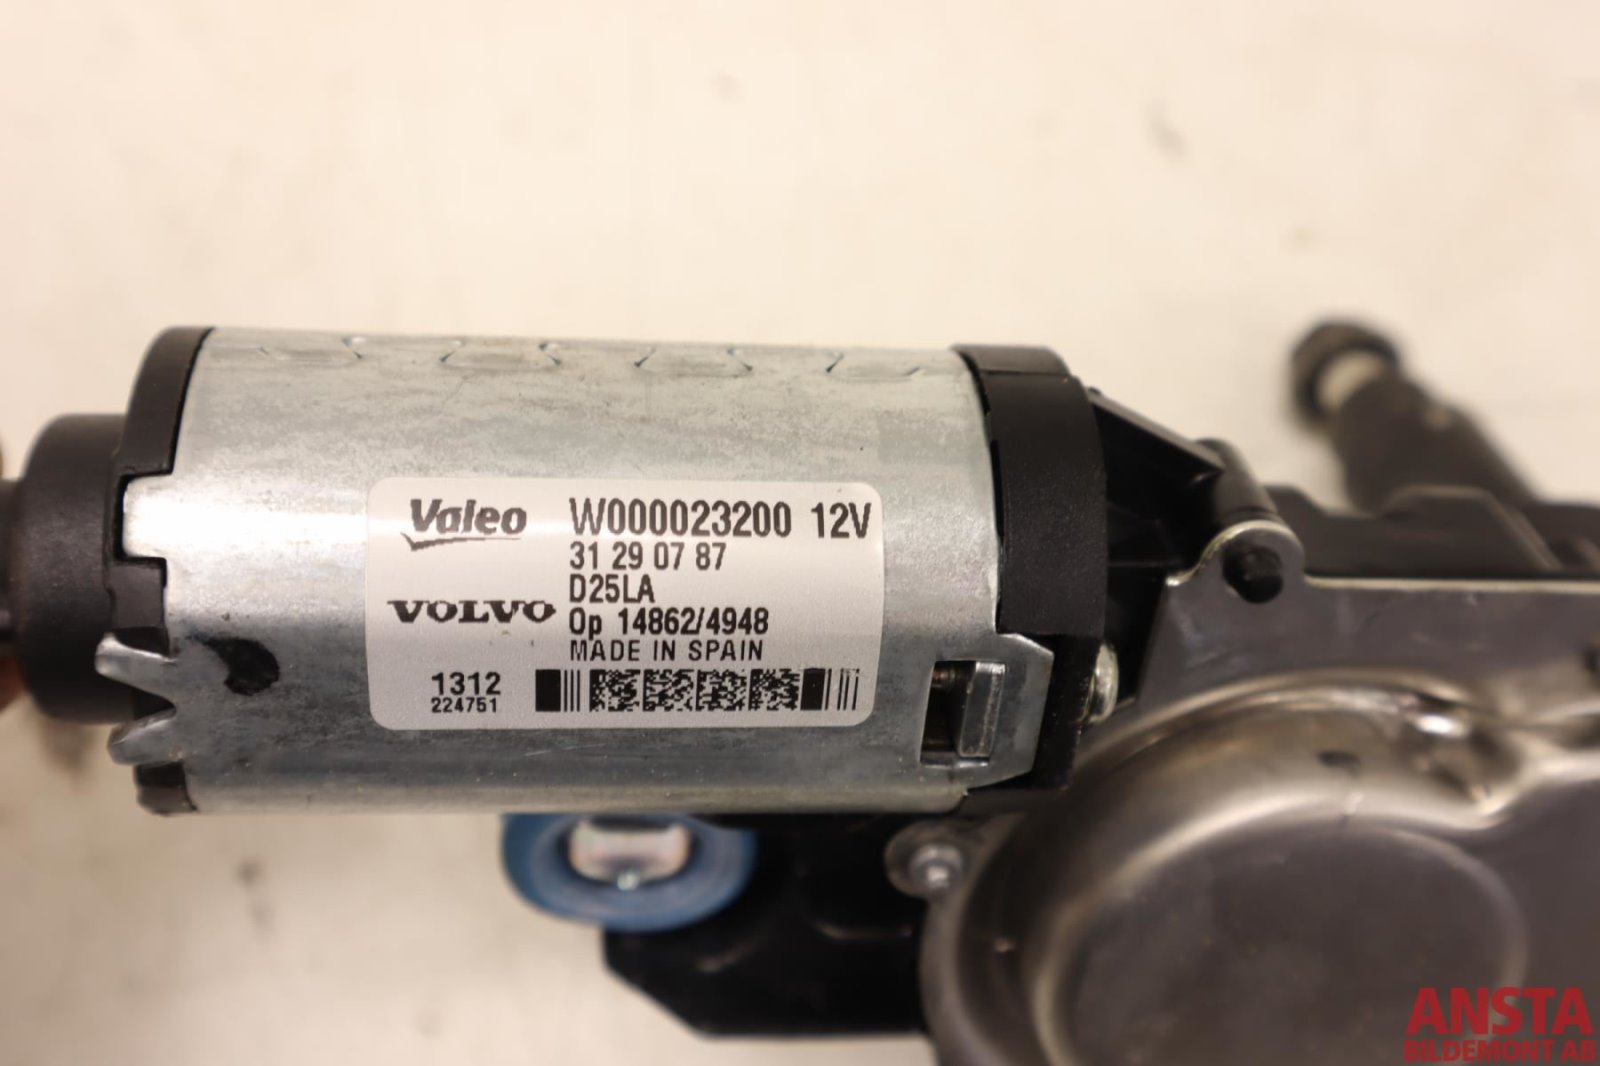 Valeo W000023200 12V
31 29 07 87
D25LA
VOLVO
Op 14862/4948
MADE IN SPAIN
1312
224751
ANSTA
BILDEMONT AB